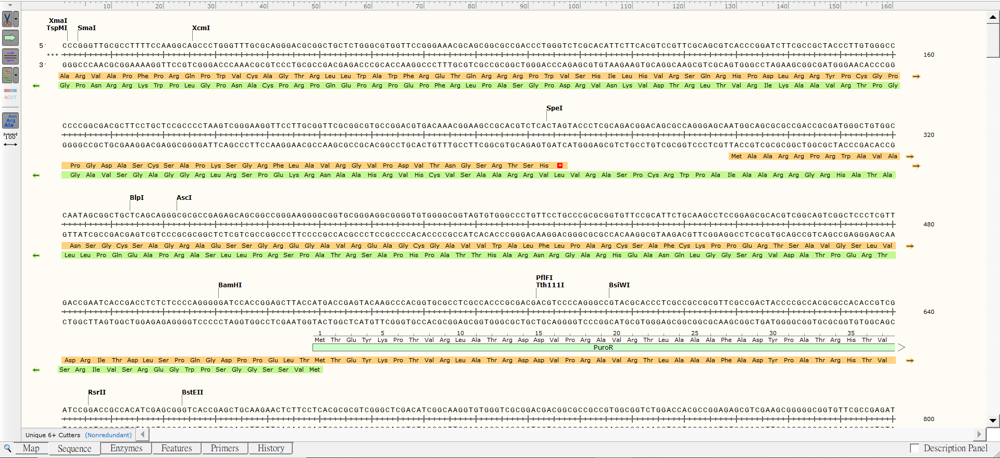 10 20 30 40 50 60 70 80 90 100 110 120 130 140 150 160
XmaI
TspMI SmaI XcmI
5′ CCCGGGTTGCGCCTTTTCCAAGGCAGCCCTGGGTTTGCGCAGGGACGCGGCTGCTCTGGGCGTGGTTCCGGGAAACGCAGCGGCGCCGACCCTGGGTCTCGCACATTCTTCACGTCCGTTCGCAGCGTCACCCGGATCTTCGCCGCTACCCTTGTGGGCC
160
3′ GGGCCCAACGCGGAAAAGGTTCCGTCGGGACCCAAACGCGTCCCTGCGCCGACGAGACCCGCACCAAGGCCCTTTGCGTCGCCGCGGCTGGGACCCAGAGCGTGTAAGAAGTGCAGGCAAGCGTCGCAGTGGGCCTAGAAGCGGCGATGGGAACACCCGG
Ala Arg Val Ala Pro Phe Pro Arg Gln Pro Trp Val Cys Ala Gly Thr Arg Leu Leu Trp Ala Trp Phe Arg Glu Thr Gln Arg Arg Arg Pro Trp Val Ser His Ile Leu His Val Arg Ser Gln Arg His Pro Asp Leu Arg Arg Tyr Pro Cys Gly Pro
Gly Pro Asn Arg Arg Lys Trp Pro Leu Gly Pro Asn Ala Cys Pro Arg Pro Gln Glu Pro Arg Pro Glu Pro Phe Arg Leu Pro Ala Ser Gly Pro Asp Arg Val Asn Lys Val Asp Thr Arg Leu Thr Val Arg Ile Lys Ala Ala Val Arg Thr Pro Gly
SpeI
CCCCGGCGACGCTTCCTGCTCCGCCCCTAAGTCGGGAAGGTTCCTTGCGGTTCGCGGCGTGCCGGACGTGACAAACGGAAGCCGCACGTCTCACTAGTACCCTCGCAGACGGACAGCGCCAGGGAGCAATGGCAGCGCGCCGACCGCGATGGGCTGTGGC
320
GGGGCCGCTGCGAAGGACGAGGCGGGGATTCAGCCCTTCCAAGGAACGCCAAGCGCCGCACGGCCTGCACTGTTTGCCTTCGGCGTGCAGAGTGATCATGGGAGCGTCTGCCTGTCGCGGTCCCTCGTTACCGTCGCGCGGCTGGCGCTACCCGACACCG
Met Ala Ala Arg Arg Pro Arg Trp Ala Val Ala
Pro Gly Asp Ala Ser Cys Ser Ala Pro Lys Ser Gly Arg Phe Leu Ala Val Arg Gly Val Pro Asp Val Thr Asn Gly Ser Arg Thr Ser His *
Gly Ala Val Ser Gly Ala Gly Gly Arg Leu Arg Ser Pro Glu Lys Arg Asn Ala Ala His Arg Val His Cys Val Ser Ala Ala Arg Arg Val Leu Val Arg Ala Ser Pro Cys Arg Trp Pro Ala Ile Ala Ala Arg Arg Gly Arg His Ala Thr Ala
BlpI AscI
CAATAGCGGCTGCTCAGCAGGGCGCGCCGAGAGCAGCGGCCGGGAAGGGGCGGTGCGGGAGGCGGGGTGTGGGGCGGTAGTGTGGGCCCTGTTCCTGCCCGCGCGGTGTTCCGCATTCTGCAAGCCTCCGGAGCGCACGTCGGCAGTCGGCTCCCTCGTT
480
GTTATCGCCGACGAGTCGTCCCGCGCGGCTCTCGTCGCCGGCCCTTCCCCGCCACGCCCTCCGCCCCACACCCCGCCATCACACCCGGGACAAGGACGGGCGCGCCACAAGGCGTAAGACGTTCGGAGGCCTCGCGTGCAGCCGTCAGCCGAGGGAGCAA
Asn Ser Gly Cys Ser Ala Gly Arg Ala Glu Ser Ser Gly Arg Glu Gly Ala Val Arg Glu Ala Gly Cys Gly Ala Val Val Trp Ala Leu Phe Leu Pro Ala Arg Cys Ser Ala Phe Cys Lys Pro Pro Glu Arg Thr Ser Ala Val Gly Ser Leu Val
Leu Leu Pro Gln Glu Ala Pro Arg Ala Ser Leu Leu Pro Arg Ser Pro Ala Thr Arg Ser Ala Pro His Pro Ala Thr Thr His Ala Arg Asn Arg Gly Ala Arg His Glu Ala Asn Gln Leu Gly Gly Ser Arg Val Asp Ala Thr Pro Glu Arg Thr
BamHI PflFI
Tth111I BsiWI
GACCGAATCACCGACCTCTCTCCCCAGGGGGATCCACCGGAGCTTACCATGACCGAGTACAAGCCCACGGTGCGCCTCGCCACCCGCGACGACGTCCCCAGGGCCGTACGCACCCTCGCCGCCGCGTTCGCCGACTACCCCGCCACGCGCCACACCGTCG
640
CTGGCTTAGTGGCTGGAGAGAGGGGTCCCCCTAGGTGGCCTCGAATGGTACTGGCTCATGTTCGGGTGCCACGCGGAGCGGTGGGCGCTGCTGCAGGGGTCCCGGCATGCGTGGGAGCGGCGGCGCAAGCGGCTGATGGGGCGGTGCGCGGTGTGGCAGC
1 5 10 15 20 25 30 35
Met Thr Glu Tyr Lys Pro Thr Val Arg Leu Ala Thr Arg Asp Asp Val Pro Arg Ala Val Arg Thr Leu Ala Ala Ala Phe Ala Asp Tyr Pro Ala Thr Arg His Thr Val
PuroR
Asp Arg Ile Thr Asp Leu Ser Pro Gln Gly Asp Pro Pro Glu Leu Thr Met Thr Glu Tyr Lys Pro Thr Val Arg Leu Ala Thr Arg Asp Asp Val Pro Arg Ala Val Arg Thr Leu Ala Ala Ala Phe Ala Asp Tyr Pro Ala Thr Arg His Thr Val
Ser Arg Ile Val Ser Arg Glu Gly Trp Pro Ser Gly Gly Ser Ser Val Met
RsrII BstEII
ATCCGGACCGCCACATCGAGCGGGTCACCGAGCTGCAAGAACTCTTCCTCACGCGCGTCGGGCTCGACATCGGCAAGGTGTGGGTCGCGGACGACGGCGCCGCCGTGGCGGTCTGGACCACGCCGGAGAGCGTCGAAGCGGGGGCGGTGTTCGCCGAGAT
800
Unique 6+ Cutters (Nonredundant)
Map Sequence Enzymes Features Primers History
Description Panel
ACGT
Asn
Arg
Ala
100